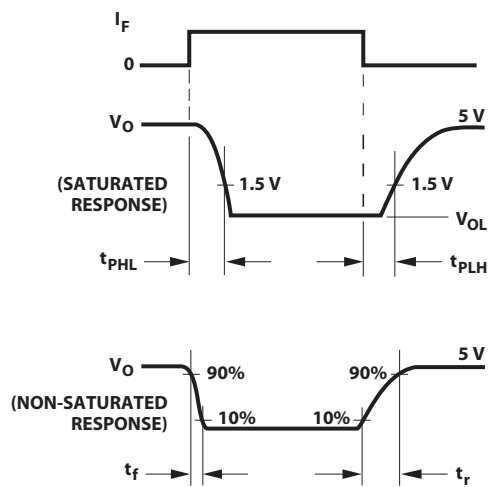 I_F
0
V_O
5 V
1.5 V
1.5 V
(SATURATED
RESPONSE)
V_OL
t_PHL
t_PLH
V_O
5 V
90%
90%
(NON-SATURATED
RESPONSE)
10%
10%
t_f
t_r